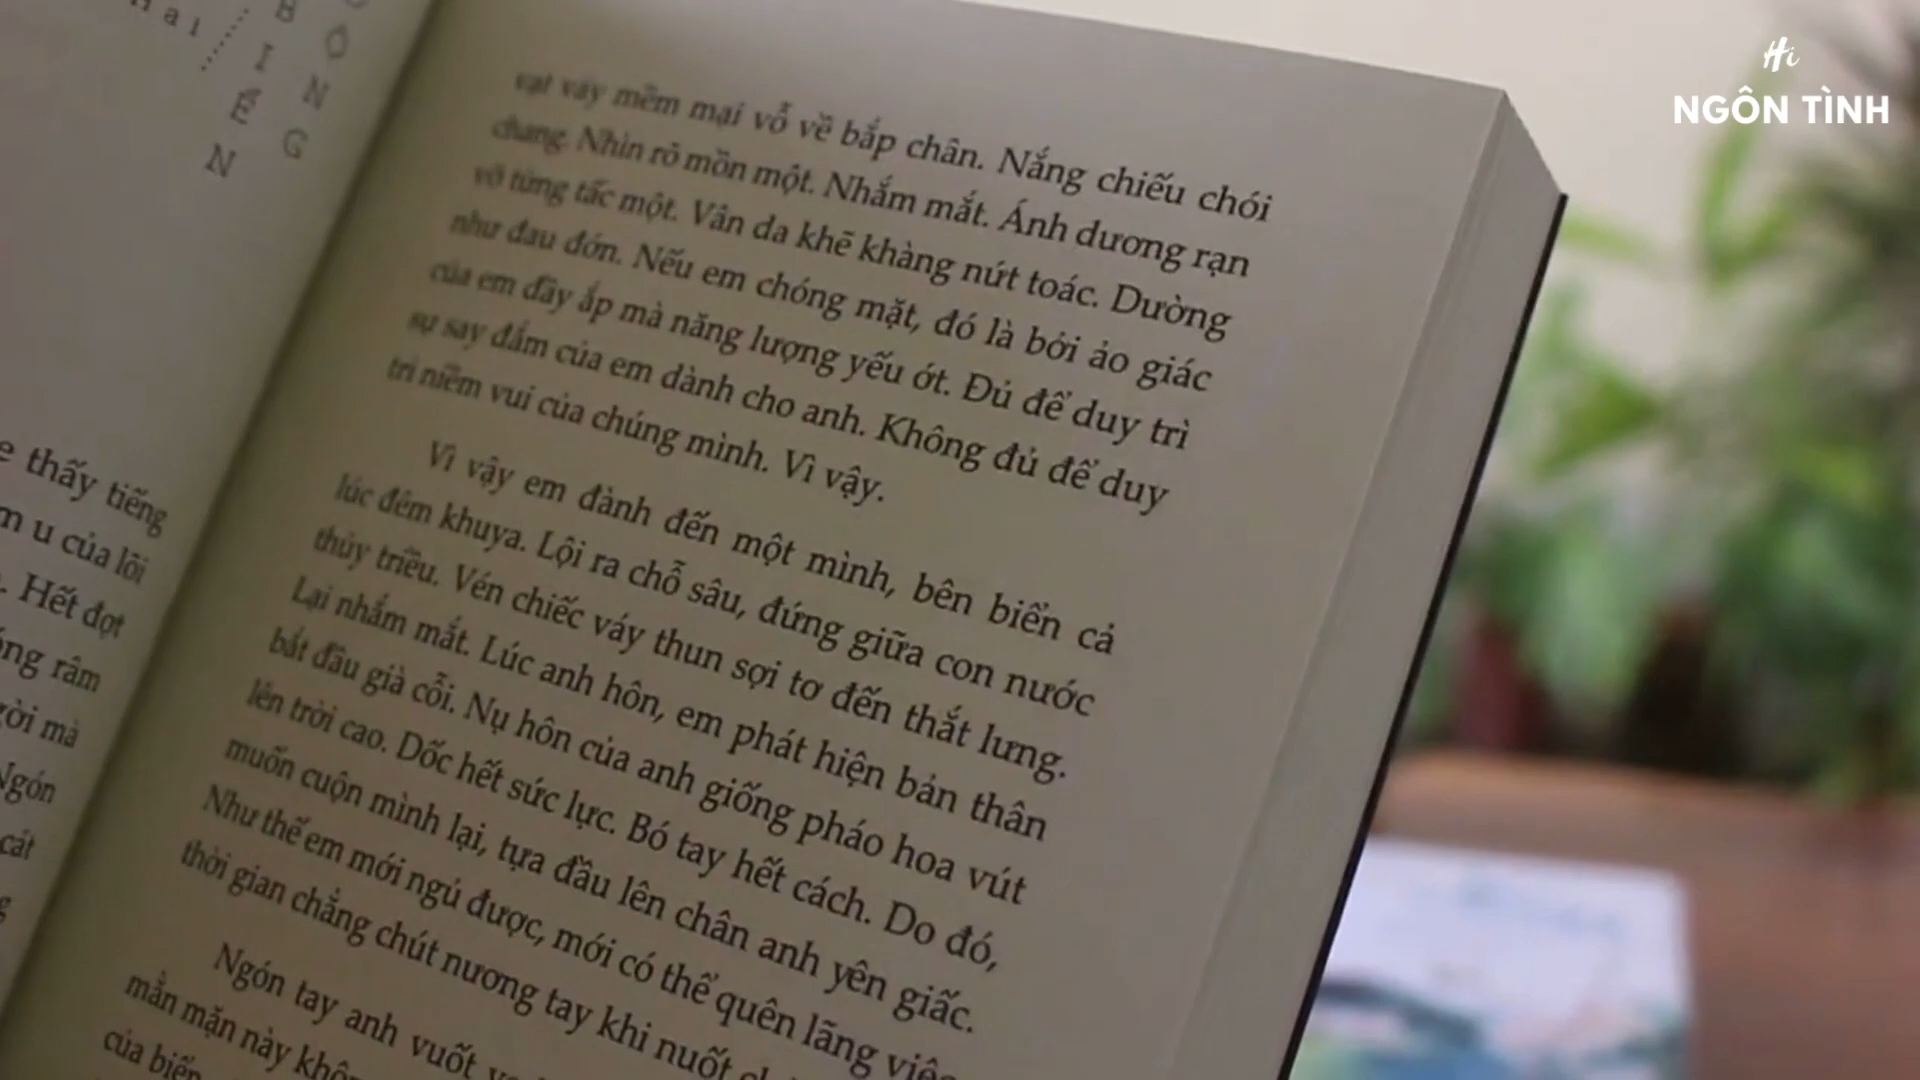 Hi
NGÔN TÌNH
Hai
BIỂN
ÔNG
thấy tiếng
m u của lõi
. Hết đợt
râm
mà
Ngón
cát
vạt váy mềm mại vỗ về bắp chân. Nắng chiếu chói
chang. Nhìn rõ mồn một. Nhắm mắt. Ánh dương rạn
vỡ từng tấc một. Vân da khẽ khàng nứt toác. Dường
như đau đớn. Nếu em chóng mặt, đó là bởi ảo giác
của em đầy ắp mà năng lượng yếu ớt. Đủ để duy trì
sự say đắm của em dành cho anh. Không đủ để duy
trì niềm vui của chúng mình. Vì vậy.
Vì vậy em đành đến một mình, bên biển cả
lúc đêm khuya. Lội ra chỗ sâu, đứng giữa con nước
thủy triều. Vén chiếc váy thun sợi tơ đến thắt lưng.
Lại nhắm mắt. Lúc anh hôn, em phát hiện bản thân
bắt đầu già cỗi. Nụ hôn của anh giống pháo hoa vút
lên trời cao. Dốc hết sức lực. Bó tay hết cách. Do đó,
muốn cuộn mình lại, tựa đầu lên chân anh yên giấc.
Như thế em mới ngủ được, mới có thể quên lãng việc
thời gian chẳng chút nương tay khi nuốt
Ngón tay anh vuốt
mằn mặn này
của biển